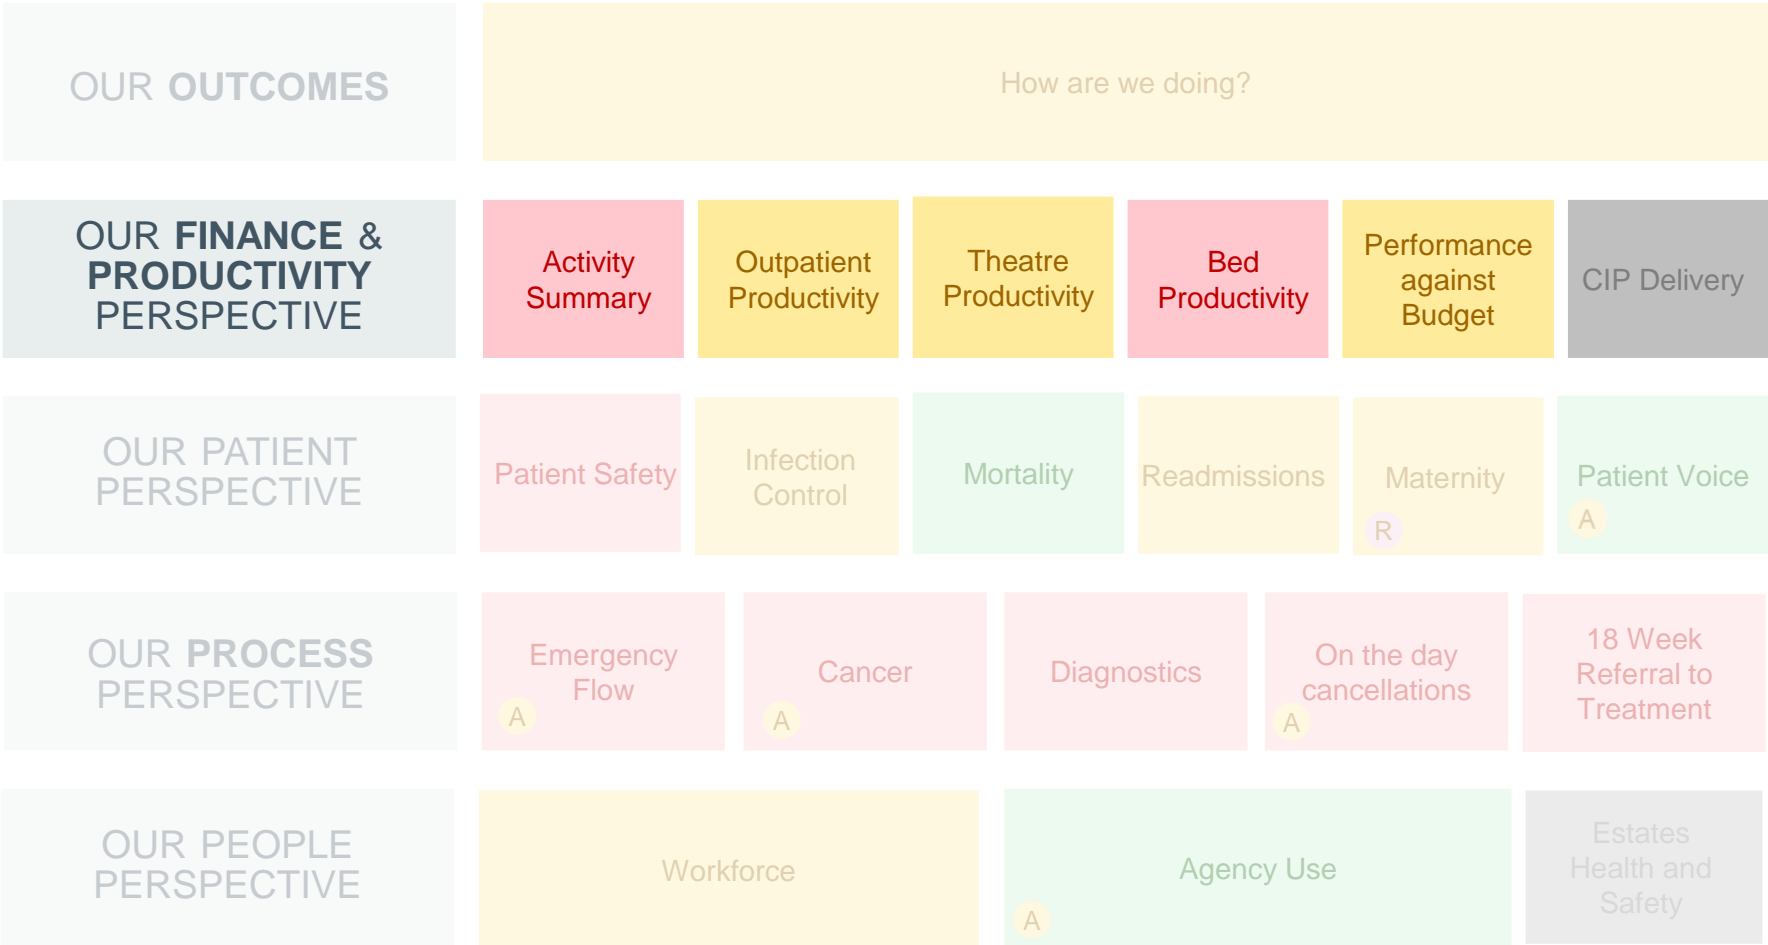 OUR OUTCOMES
How are we doing?
OUR FINANCE &
PRODUCTIVITY
PERSPECTIVE
Activity
Summary
Outpatient
Productivity
Theatre
Productivity
Bed
Productivity
Performance
against
Budget
CIP Delivery
OUR PATIENT
PERSPECTIVE
Patient Safety
Infection
Control
Mortality
Readmissions
Maternity
R
Patient Voice
A
OUR PROCESS
PERSPECTIVE
Emergency
Flow
A
Cancer
A
Diagnostics
On the day
cancellations
A
18 Week
Referral to
Treatment
OUR PEOPLE
PERSPECTIVE
Workforce
Agency Use
A
Estates
Health and
Safety